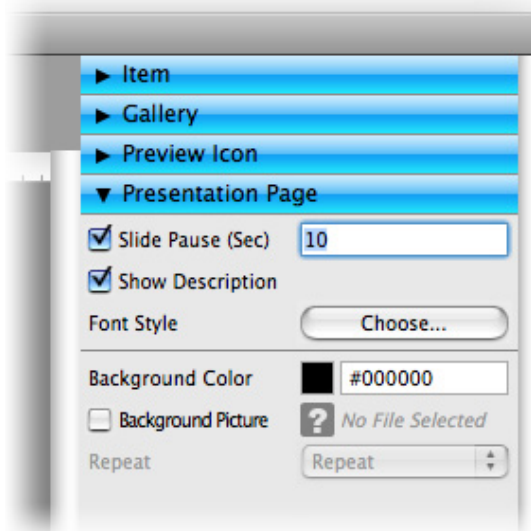 Item
Gallery
Preview Icon
Presentation Page
Slide Pause (Sec) 10
Show Description
Font Style Choose...
Background Color #000000
Background Picture ? No File Selected
Repeat Repeat